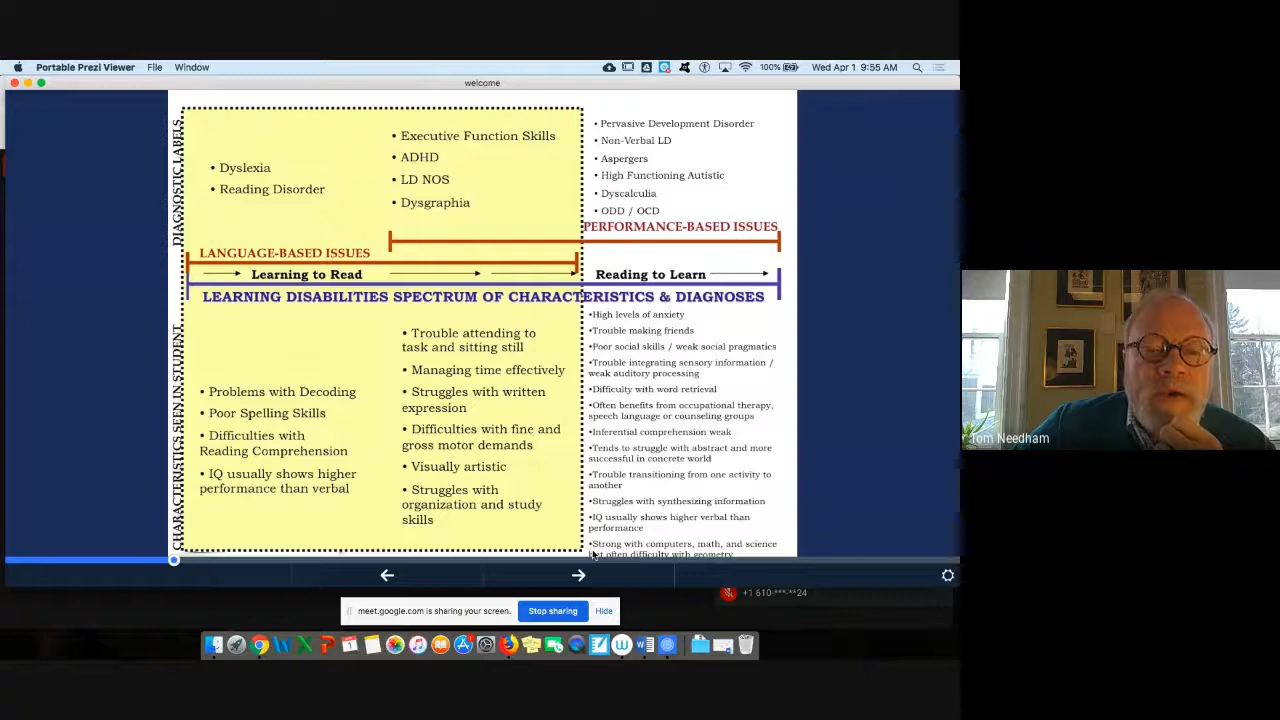 Portable Prezi Viewer File Window 100% Wed Apr 1 9:55 AM
welcome
DIAGNOSTIC LABELS
• Dyslexia
• Reading Disorder
• Executive Function Skills
• ADHD
• LD NOS
• Dysgraphia
• Pervasive Development Disorder
• Non-Verbal LD
• Aspergers
• High Functioning Autistic
• Dyscalculia
• ODD / OCD
PERFORMANCE-BASED ISSUES
LANGUAGE-BASED ISSUES
Learning to Read Reading to Learn
LEARNING DISABILITIES SPECTRUM OF CHARACTERISTICS & DIAGNOSES
CHARACTERISTICS SEEN IN STUDENT
• Problems with Decoding
• Poor Spelling Skills
• Difficulties with
Reading Comprehension
• IQ usually shows higher
performance than verbal
• Trouble attending to
task and sitting still
• Managing time effectively
• Struggles with written
expression
• Difficulties with fine and
gross motor demands
• Visually artistic
• Struggles with
organization and study
skills
•High levels of anxiety
•Trouble making friends
•Poor social skills / weak social pragmatics
•Trouble integrating sensory information /
weak auditory processing
•Difficulty with word retrieval
•Often benefits from occupational therapy,
speech language or counseling groups
•Inferential comprehension weak
•Tends to struggle with abstract and more
successful in concrete world
•Trouble transitioning from one activity to
another
•Struggles with synthesizing information
•IQ usually shows higher verbal than
performance
•Strong with computers, math, and science
but often difficulty with geometry
Tom Needham
+1 610-***-**24
meet.google.com is sharing your screen. Stop sharing Hide